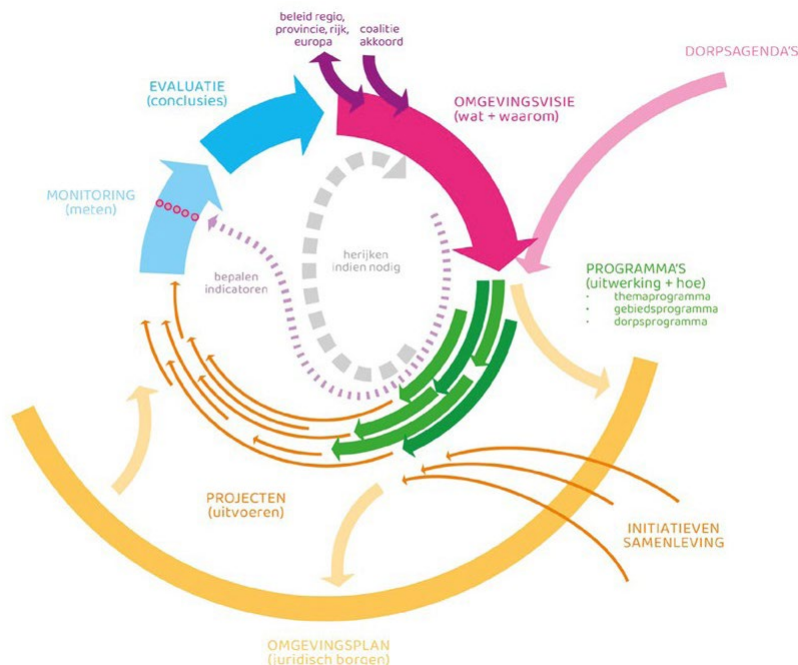 beleid regio,
provincie, rijk,
europa
coalitie
akkoord
DORPSAGENDA'S
EVALUATIE
(conclusies)
OMGEVINGSVISIE
(wat + waarom)
MONITORING
(meten)
herijken
indien nodig
bepalen
indicatoren
PROGRAMMA'S
(uitwerking + hoe)
• themaprogramma
• gebiedsprogramma
• dorpsprogramma
PROJECTEN
(uitvoeren)
INITIATIEVEN
SAMENLEVING
OMGEVINGSPLAN
(juridisch borgen)